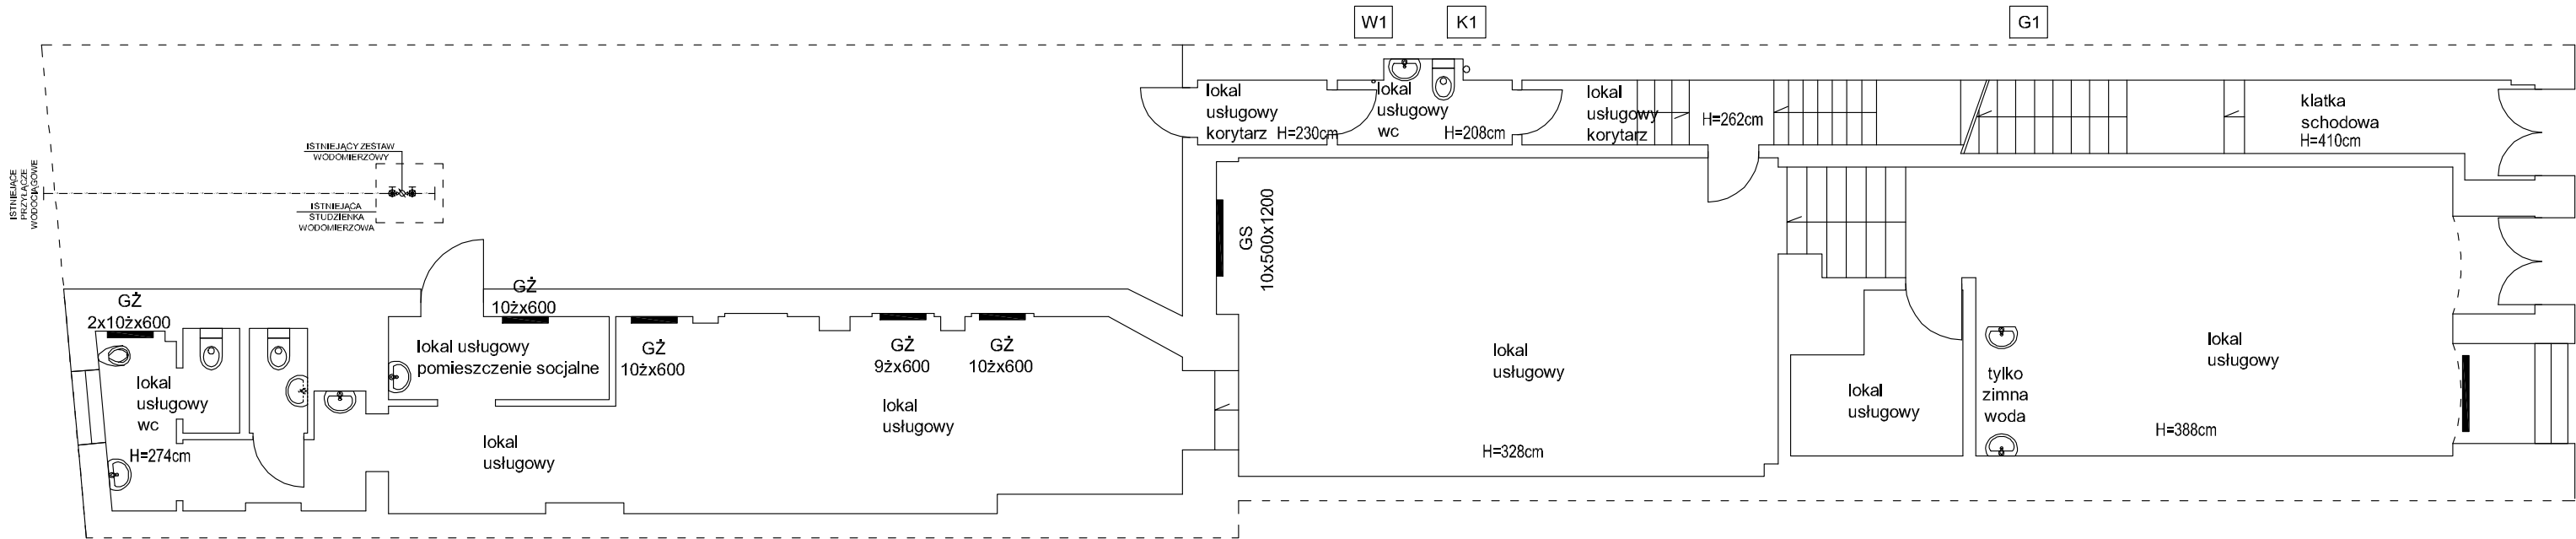 W1
K1
G1
lokal
usługowy
korytarz
H=230cm
lokal
usługowy
wc
H=208cm
lokal
usługowy
korytarz
H=262cm
klatka
schodowa
H=410cm
ISTNIEJĄCY ZESTAW
WODOMIERZOWY
ISTNIEJĄCE
PRZYŁĄCZE
WODOCIĄGOWE
ISTNIEJĄCA
STUDZIENKA
WODOMIERZOWA
GS
10x500x1200
GŻ
2x10żx600
GŻ
10żx600
GŻ
10żx600
GŻ
9żx600
GŻ
10żx600
lokal usługowy
pomieszczenie socjalne
lokal
usługowy
wc
H=274cm
lokal
usługowy
lokal
usługowy
lokal
usługowy
H=328cm
lokal
usługowy
tylko
zimna
woda
lokal
usługowy
H=388cm